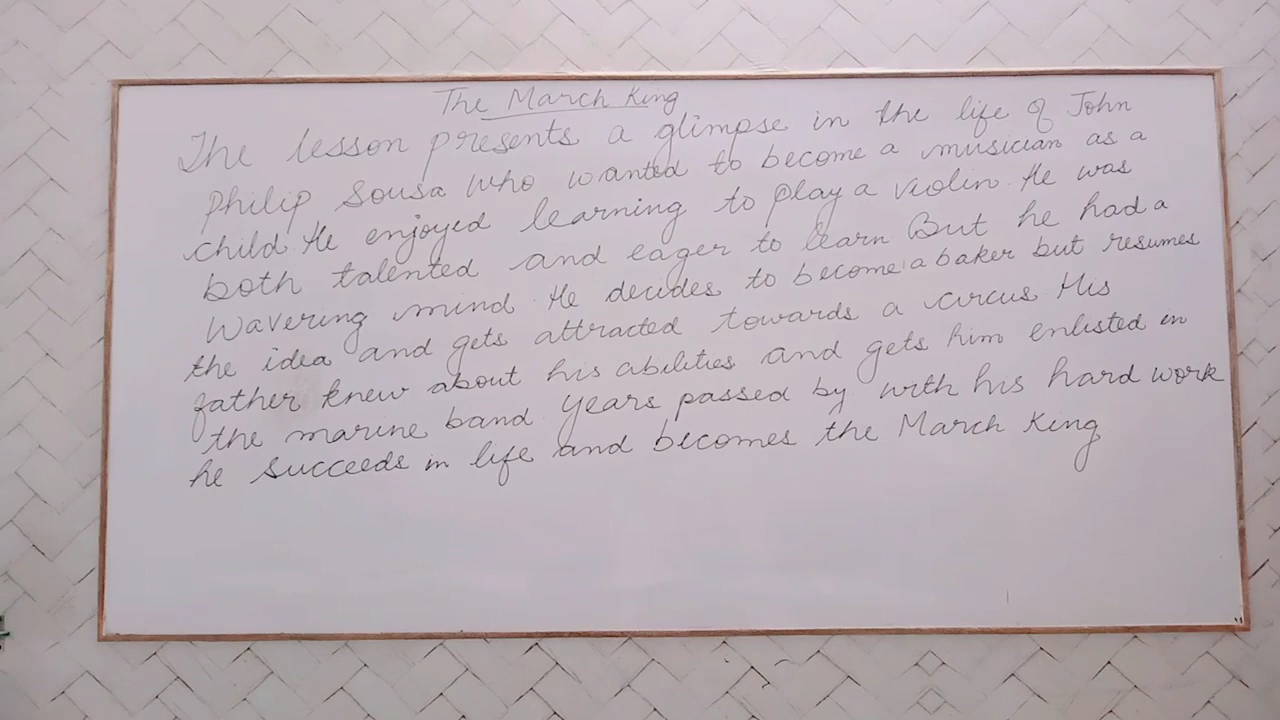 The March King
The lesson presents a glimpse in the life of John
Philip Sousa who wanted to become a musician as a
child. He enjoyed learning to play a violin. He was
both talented and eager to learn But he had a
wavering mind. He decides to become a baker but resumes
the idea and gets attracted towards a circus His
father knew about his abilities and gets him enlisted in
the marine band. Years passed by with his hard work
he succeeds in life and becomes the March King